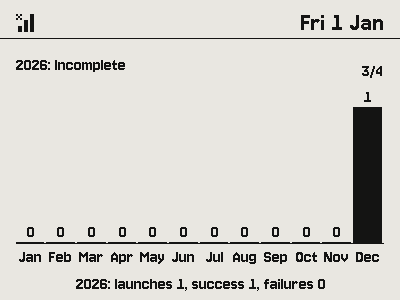 Fri 1 Jan
2026: Incomplete
3/4
1
0 0 0 0 0 0 0 0 0 0 0
Jan Feb Mar Apr May Jun Jul Aug Sep Oct Nov Dec
2026: launches 1, success 1, failures 0